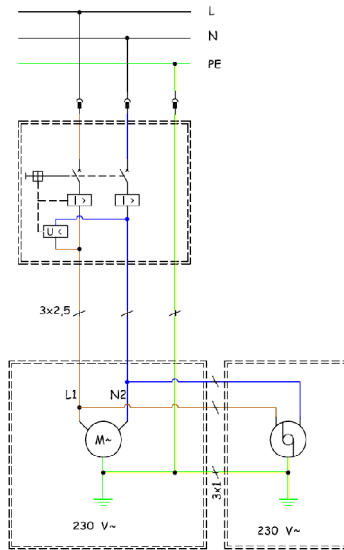 L
N
PE
I > I >
U <
3x2,5
L1 N2
M~
3x1
230 V~ 230 V~